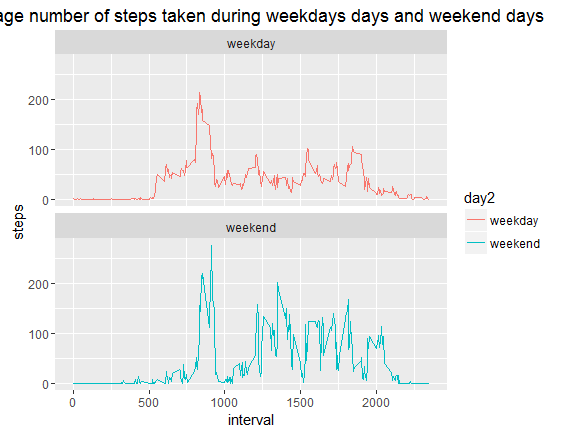 age number of steps taken during weekdays days and weekend days
weekday
200
100
0
weekend
200
100
0
steps
0 500 1000 1500 2000
interval
day2
weekday
weekend